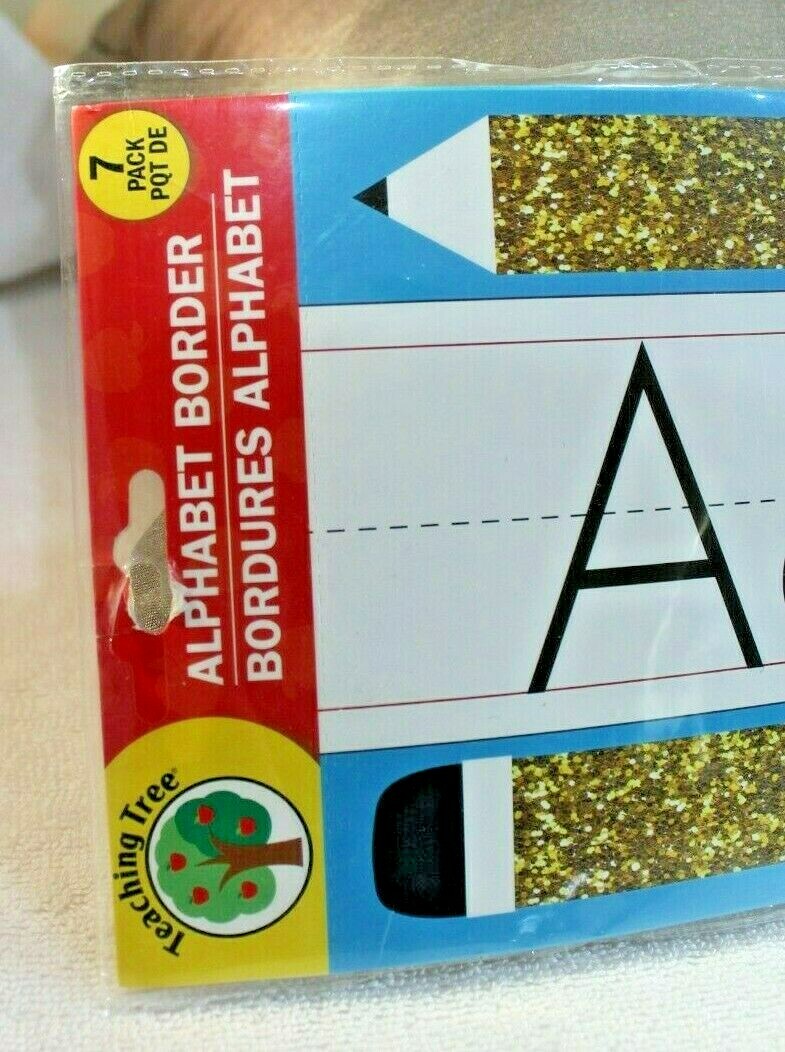 7
PACK
PQT DE
ALPHABET BORDER
BORDURES ALPHABET
Teaching Tree®
A